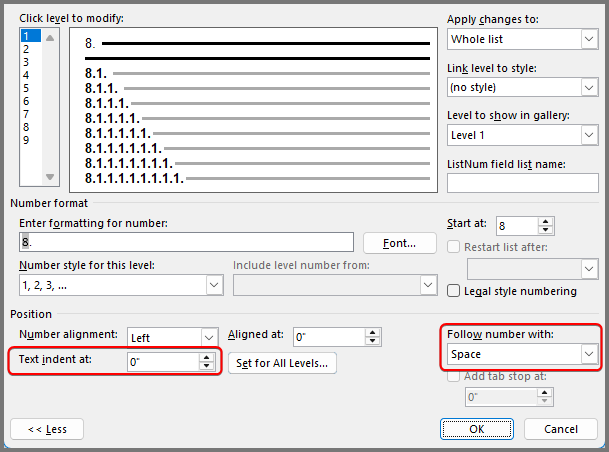 Click level to modify:
1
2
3
4
5
6
7
8
9
8.
8.1.
8.1.1.
8.1.1.1.
8.1.1.1.1.
8.1.1.1.1.1.
8.1.1.1.1.1.1.
8.1.1.1.1.1.1.1.
8.1.1.1.1.1.1.1.1.
Apply changes to:
Whole list
Link level to style:
(no style)
Level to show in gallery:
Level 1
ListNum field list name:
Number format
Enter formatting for number:
8.
Font...
Start at: 8
Restart list after:
Number style for this level:
1, 2, 3, ...
Include level number from:
Legal style numbering
Position
Number alignment: Left
Aligned at: 0"
Text indent at: 0"
Set for All Levels...
Follow number with:
Space
Add tab stop at:
0"
<< Less
OK
Cancel